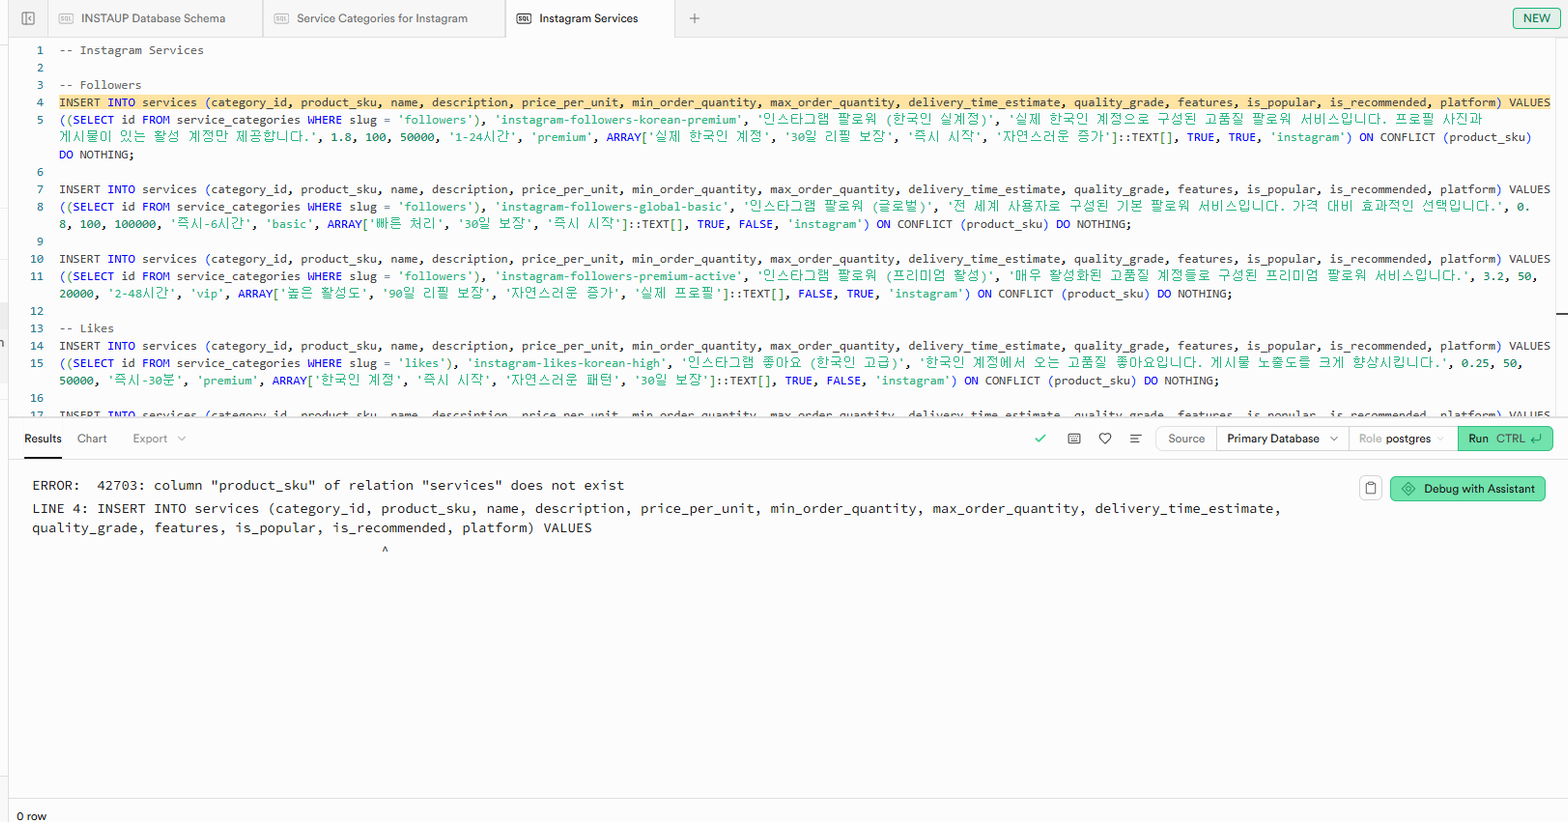 INSTAUP Database Schema
Service Categories for Instagram
Instagram Services
NEW
1 -- Instagram Services
2
3 -- Followers
4 INSERT INTO services (category_id, product_sku, name, description, price_per_unit, min_order_quantity, max_order_quantity, delivery_time_estimate, quality_grade, features, is_popular, is_recommended, platform) VALUES
5 ((SELECT id FROM service_categories WHERE slug = 'followers'), 'instagram-followers-korean-premium', '인스타그램 팔로워 (한국인 실계정)', '실제 한국인 계정으로 구성된 고품질 팔로워 서비스입니다. 프로필 사진과
게시물이 있는 활성 계정만 제공합니다.', 1.8, 100, 50000, '1-24시간', 'premium', ARRAY['실제 한국인 계정', '30일 리필 보장', '즉시 시작', '자연스러운 증가']::TEXT[], TRUE, TRUE, 'instagram') ON CONFLICT (product_sku)
DO NOTHING;
6
7 INSERT INTO services (category_id, product_sku, name, description, price_per_unit, min_order_quantity, max_order_quantity, delivery_time_estimate, quality_grade, features, is_popular, is_recommended, platform) VALUES
8 ((SELECT id FROM service_categories WHERE slug = 'followers'), 'instagram-followers-global-basic', '인스타그램 팔로워 (글로벌)', '전 세계 사용자로 구성된 기본 팔로워 서비스입니다. 가격 대비 효과적인 선택입니다.', 0.
8, 100, 100000, '즉시-6시간', 'basic', ARRAY['빠른 처리', '30일 보장', '즉시 시작']::TEXT[], TRUE, FALSE, 'instagram') ON CONFLICT (product_sku) DO NOTHING;
9
10 INSERT INTO services (category_id, product_sku, name, description, price_per_unit, min_order_quantity, max_order_quantity, delivery_time_estimate, quality_grade, features, is_popular, is_recommended, platform) VALUES
11 ((SELECT id FROM service_categories WHERE slug = 'followers'), 'instagram-followers-premium-active', '인스타그램 팔로워 (프리미엄 활성)', '매우 활성화된 고품질 계정들로 구성된 프리미엄 팔로워 서비스입니다.', 3.2, 50,
20000, '2-48시간', 'vip', ARRAY['높은 활성도', '90일 리필 보장', '자연스러운 증가', '실제 프로필']::TEXT[], FALSE, TRUE, 'instagram') ON CONFLICT (product_sku) DO NOTHING;
12
13 -- Likes
14 INSERT INTO services (category_id, product_sku, name, description, price_per_unit, min_order_quantity, max_order_quantity, delivery_time_estimate, quality_grade, features, is_popular, is_recommended, platform) VALUES
15 ((SELECT id FROM service_categories WHERE slug = 'likes'), 'instagram-likes-korean-high', '인스타그램 좋아요 (한국인 고급)', '한국인 계정에서 오는 고품질 좋아요입니다. 게시물 노출도를 크게 향상시킵니다.', 0.25, 50,
50000, '즉시-30분', 'premium', ARRAY['한국인 계정', '즉시 시작', '자연스러운 패턴', '30일 보장']::TEXT[], TRUE, FALSE, 'instagram') ON CONFLICT (product_sku) DO NOTHING;
16
17 INSERT INTO services (category_id, product_sku, name, description, price_per_unit, min_order_quantity, max_order_quantity, delivery_time_estimate, quality_grade, features, is_popular, is_recommended, platform) VALUES
Results Chart Export Source Primary Database Role postgres Run CTRL
ERROR: 42703: column "product_sku" of relation "services" does not exist
Debug with Assistant
LINE 4: INSERT INTO services (category_id, product_sku, name, description, price_per_unit, min_order_quantity, max_order_quantity, delivery_time_estimate,
quality_grade, features, is_popular, is_recommended, platform) VALUES
^
0 row